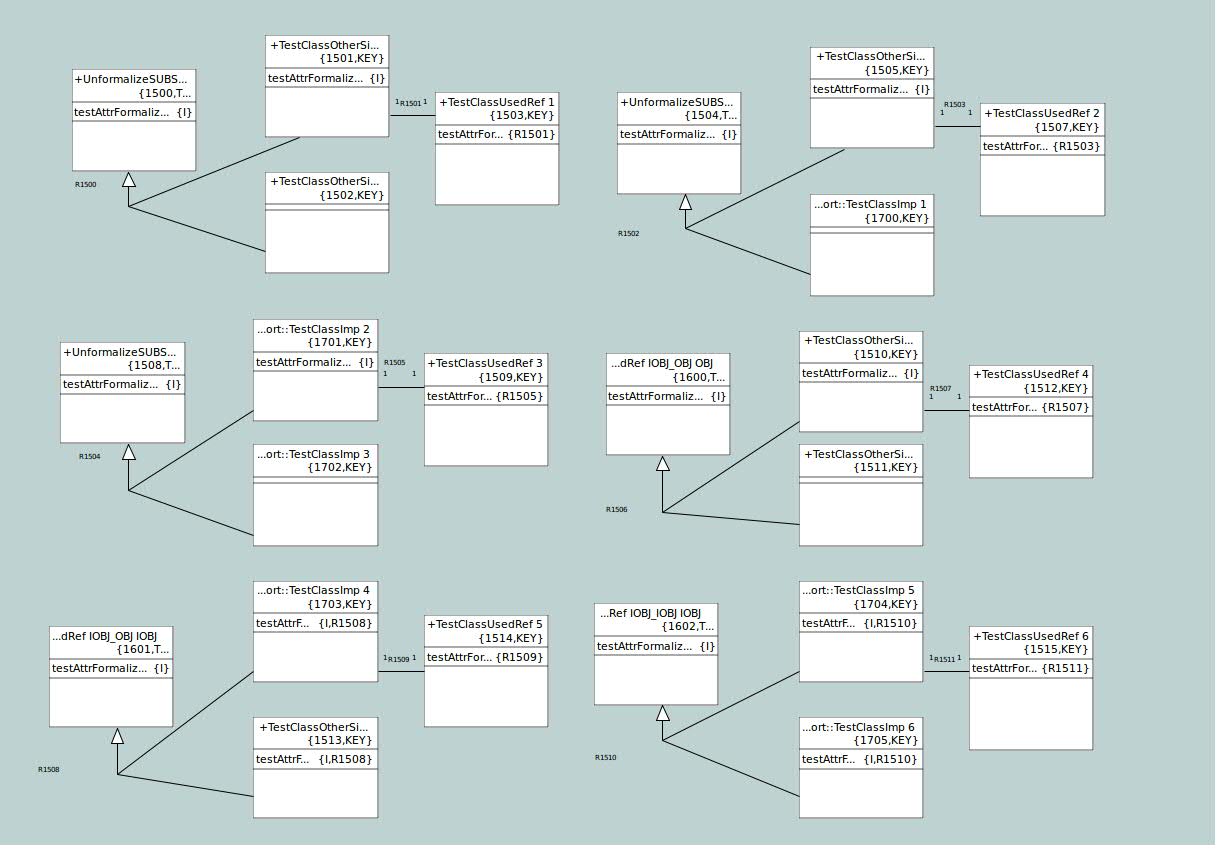 +TestClassOtherSi...
{1501,KEY}
testAttrFormaliz... {I}
+UnformalizeSUBS...
{1500,T...
testAttrFormaliz... {I}
1 R1501 1
+TestClassUsedRef 1
{1503,KEY}
testAttrFor... {R1501}
R1500
+TestClassOtherSi...
{1502,KEY}
+TestClassOtherSi...
{1505,KEY}
testAttrFormaliz... {I}
+UnformalizeSUBS...
{1504,T...
testAttrFormaliz... {I}
R1503
1 1
+TestClassUsedRef 2
{1507,KEY}
testAttrFor... {R1503}
R1502
...ort::TestClassImp 1
{1700,KEY}
...ort::TestClassImp 2
{1701,KEY}
testAttrFormaliz... {I}
+UnformalizeSUBS...
{1508,T...
testAttrFormaliz... {I}
R1505
1 1
+TestClassUsedRef 3
{1509,KEY}
testAttrFor... {R1505}
R1504
...ort::TestClassImp 3
{1702,KEY}
+TestClassOtherSi...
{1510,KEY}
testAttrFormaliz... {I}
...dRef IOBJ_OBJ OBJ
{1600,T...
testAttrFormaliz... {I}
R1507
1 1
+TestClassUsedRef 4
{1512,KEY}
testAttrFor... {R1507}
R1506
+TestClassOtherSi...
{1511,KEY}
...ort::TestClassImp 4
{1703,KEY}
testAttrF... {I,R1508}
...dRef IOBJ_OBJ IOBJ
{1601,T...
testAttrFormaliz... {I}
1 R1509 1
+TestClassUsedRef 5
{1514,KEY}
testAttrFor... {R1509}
R1508
+TestClassOtherSi...
{1513,KEY}
testAttrF... {I,R1508}
...ort::TestClassImp 5
{1704,KEY}
testAttrF... {I,R1510}
...Ref IOBJ_IOBJ IOBJ
{1602,T...
testAttrFormaliz... {I}
1 R1511 1
+TestClassUsedRef 6
{1515,KEY}
testAttrFor... {R1511}
R1510
...ort::TestClassImp 6
{1705,KEY}
testAttrF... {I,R1510}